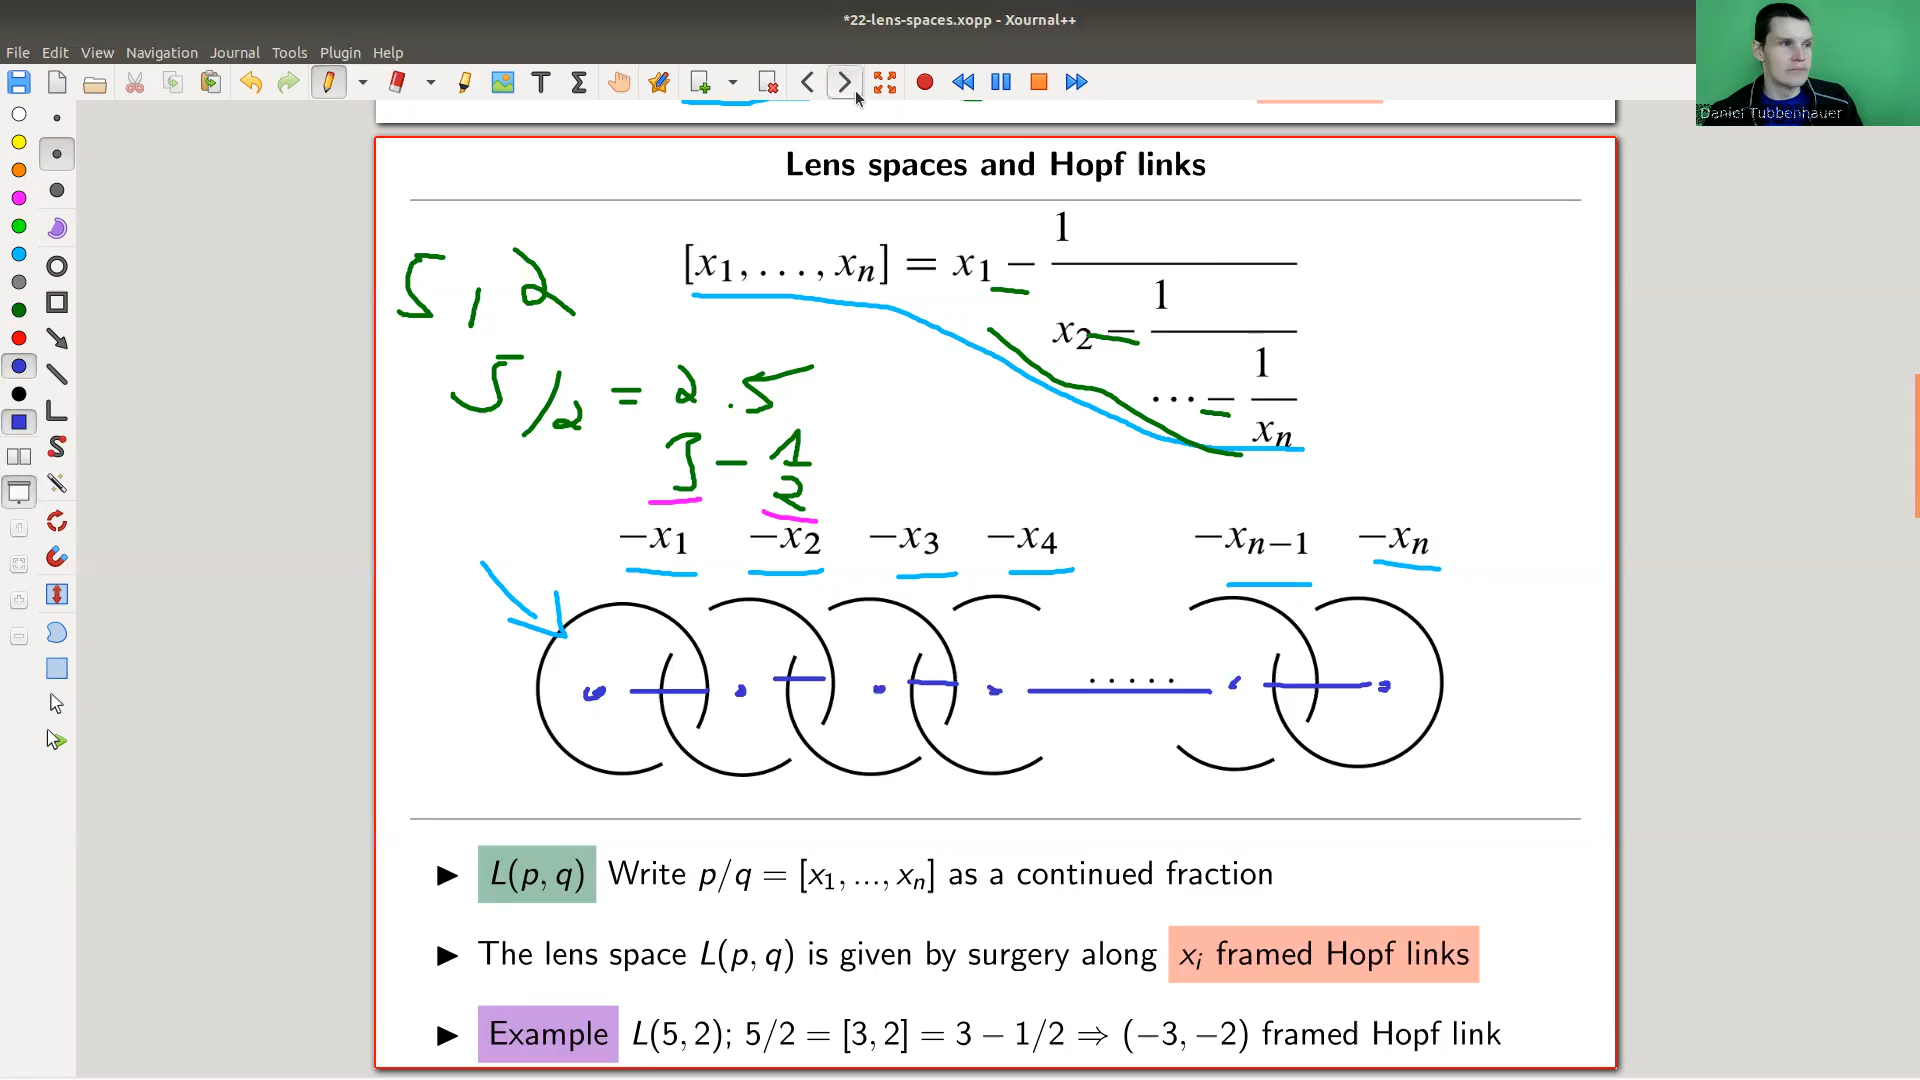 *22-lens-spaces.xopp - Xournal++
File Edit View Navigation Journal Tools Plugin Help
Daniel Tubbenhauer
Lens spaces and Hopf links
[x₁, . . . , xₙ] = x₁ − 1
x₂ − 1
⋯ − 1
xₙ
5, 2
5/2 = 2.5
3 − 1/2
−x₁ −x₂ −x₃ −x₄ −xₙ₋₁ −xₙ
.....
▶ L(p, q) Write p/q = [x₁, ..., xₙ] as a continued fraction
▶ The lens space L(p, q) is given by surgery along xᵢ framed Hopf links
▶ Example L(5, 2); 5/2 = [3, 2] = 3 − 1/2 ⇒ (−3, −2) framed Hopf link